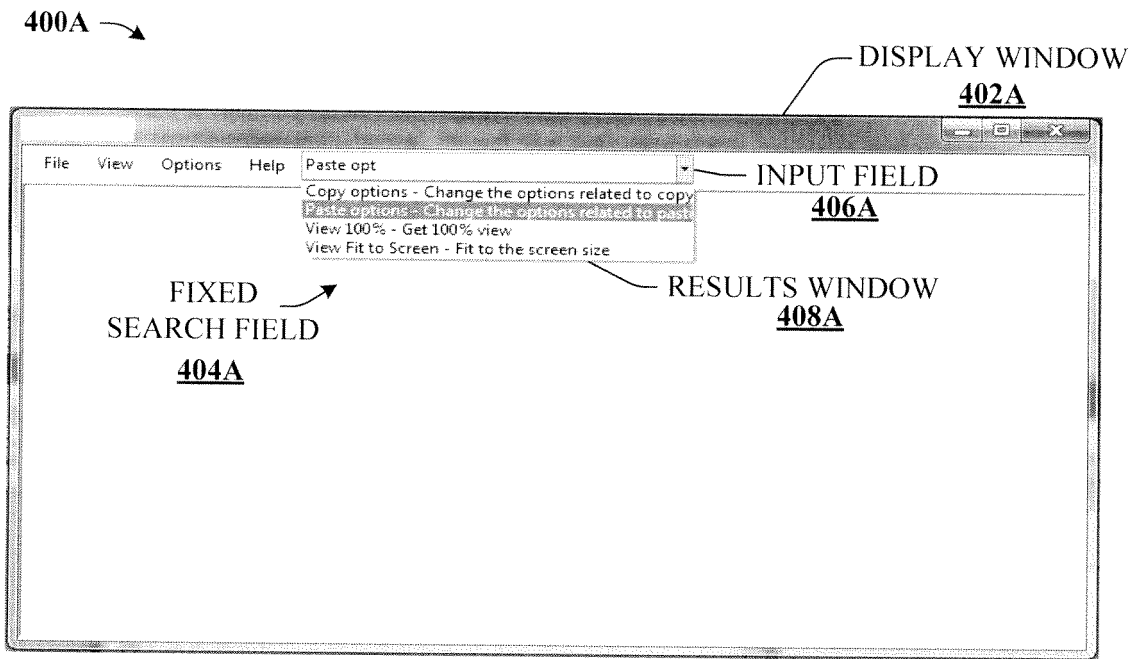 400A
DISPLAY WINDOW
402A
File View Options Help Paste opt
INPUT FIELD
406A
Copy options - Change the options related to copy
Paste options - Change the options related to past
View 100% - Get 100% view
View Fit to Screen - Fit to the screen size
RESULTS WINDOW
408A
FIXED
SEARCH FIELD
404A